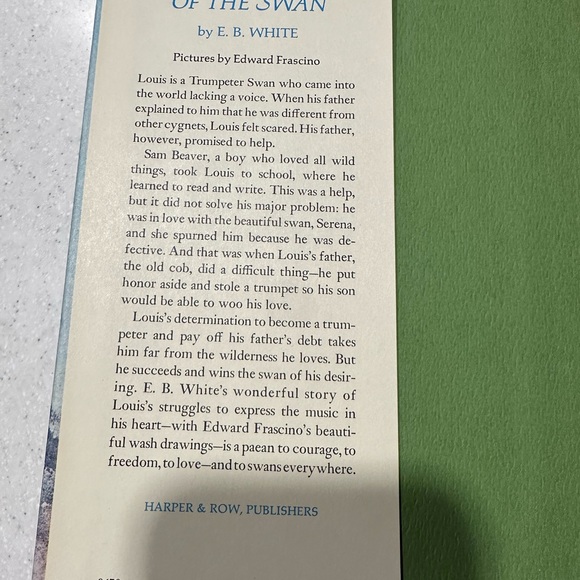 OF THE SWAN
by E. B. WHITE
Pictures by Edward Frascino
Louis is a Trumpeter Swan who came into
the world lacking a voice. When his father
explained to him that he was different from
other cygnets, Louis felt scared. His father,
however, promised to help.
Sam Beaver, a boy who loved all wild
things, took Louis to school, where he
learned to read and write. This was a help,
but it did not solve his major problem: he
was in love with the beautiful swan, Serena,
and she spurned him because he was de-
fective. And that was when Louis's father,
the old cob, did a difficult thing—he put
honor aside and stole a trumpet so his son
would be able to woo his love.
Louis's determination to become a trum-
peter and pay off his father's debt takes
him far from the wilderness he loves. But
he succeeds and wins the swan of his desir-
ing. E. B. White's wonderful story of
Louis's struggles to express the music in
his heart—with Edward Frascino's beauti-
ful wash drawings—is a paean to courage, to
freedom, to love—and to swans everywhere.
HARPER & ROW, PUBLISHERS